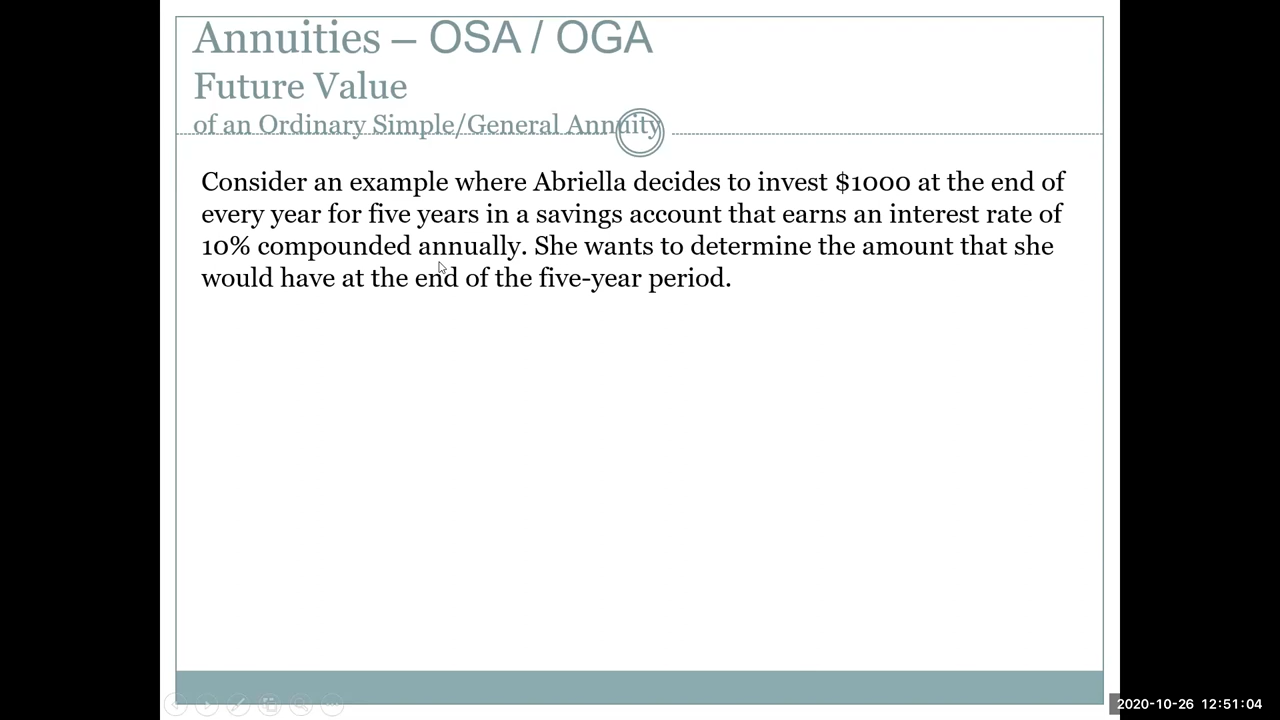 Annuities – OSA / OGA
Future Value
of an Ordinary Simple/General Annuity
Consider an example where Abriella decides to invest $1000 at the end of
every year for five years in a savings account that earns an interest rate of
10% compounded annually. She wants to determine the amount that she
would have at the end of the five-year period.
2020-10-26 12:51:04